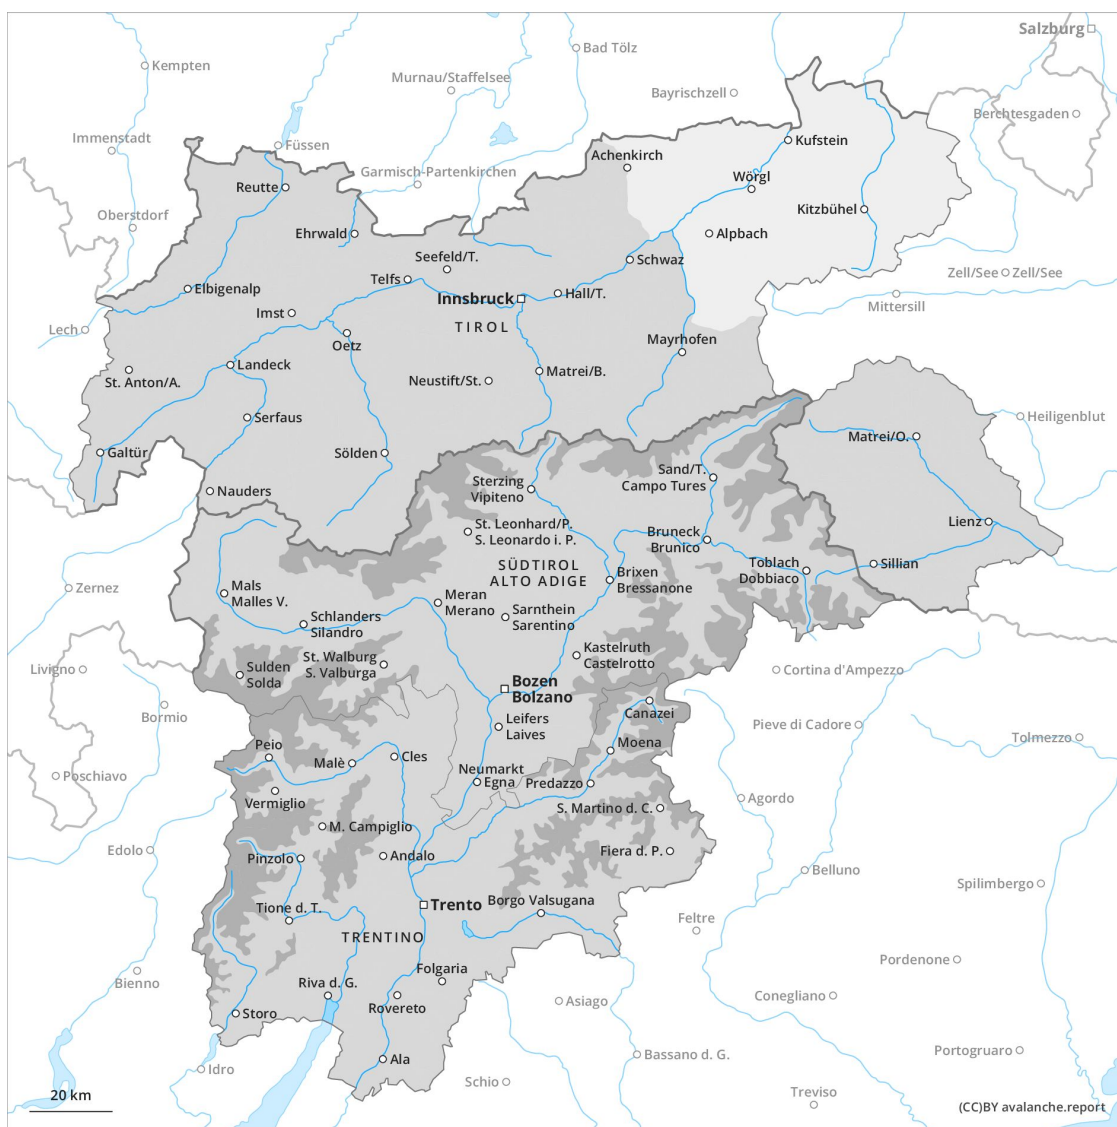 Salzburg
Bad Tölz
Kempten
Murnau/Staffelsee
Bayrischzell
Berchtesgaden
Immenstadt
Füssen
Kufstein
Achenkirch
Garmisch-Partenkirchen
Wörgl
Reutte
Oberstdorf
Kitzbühel
Ehrwald
Alpbach
Seefeld/T.
Schwaz
Zell/See
Zell/See
Telfs
Elbigenalp
Innsbruck
Hall/T.
Mittersill
Imst
Lech
TIROL
Oetz
Mayrhofen
Landeck
St. Anton/A.
Neustift/St.
Matrei/B.
Serfaus
Heiligenblut
Matrei/O.
Galtür
Sölden
Sand/T.
Campo Tures
Sterzing
Vipiteno
Nauders
Lienz
St. Leonhard/P.
S. Leonardo i. P.
Bruneck
Brunico
SÜDTIROL
ALTO ADIGE
Toblach
Dobbiaco
Sillian
Brixen
Bressanone
Zernez
Mals
Malles V.
Meran
Merano
Schlanders
Silandro
Sarnthein
Sarentino
Kastelruth
Castelrotto
St. Walburg
S. Valburga
Livigno
Sulden
Solda
Cortina d'Ampezzo
Bozen
Bolzano
Bormio
Canazei
Leifers
Laives
Pieve di Cadore
Tolmezzo
Peio
Moena
Cles
Malè
Neumarkt
Egna
Poschiavo
Predazzo
Vermiglio
Agordo
S. Martino d. C.
M. Campiglio
Edolo
Pinzolo
Andalo
Fiera d. P.
Belluno
Spilimbergo
Trento
Borgo Valsugana
Tione d. T.
Feltre
TRENTINO
Pordenone
Folgaria
Bienno
Riva d. G.
Rovereto
Asiago
Conegliano
Storo
Portogruaro
Ala
Bassano d. G.
Idro
Schio
Treviso
20 km
(CC)BY avalanche.report